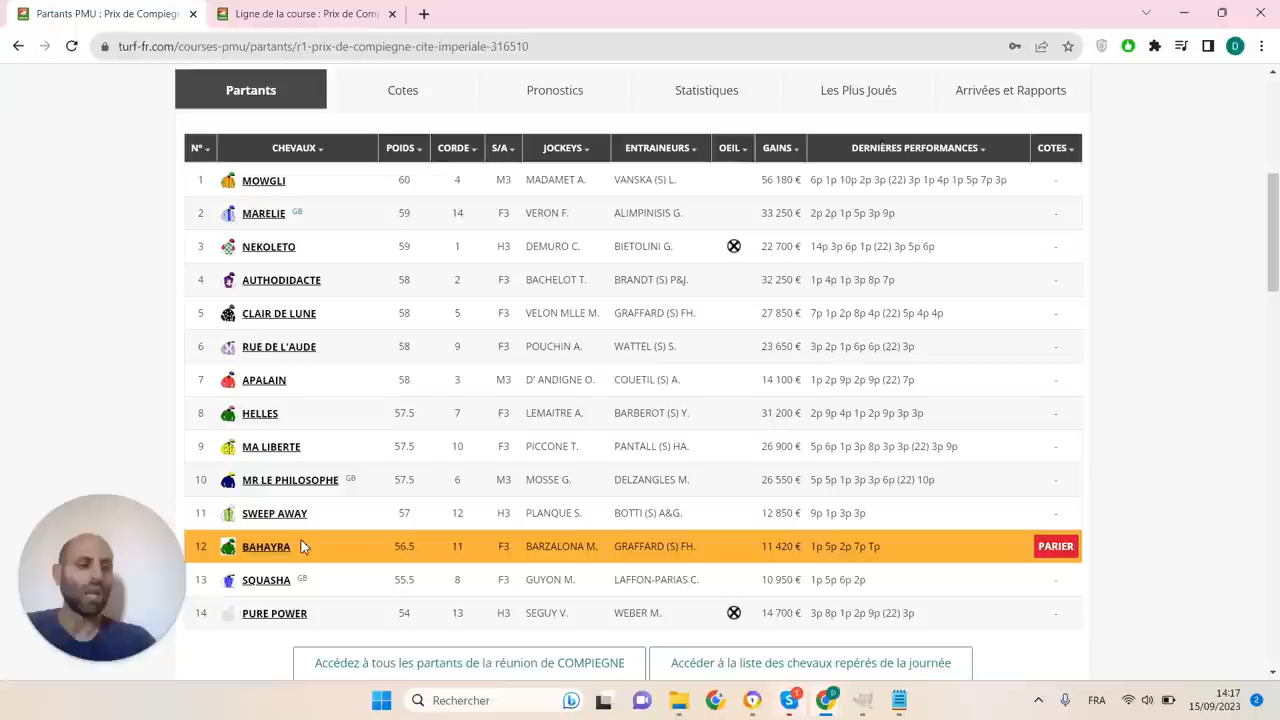 Partants PMU : Prix de Compiegn
Ligne de la course : Prix de Com
turf-fr.com/courses-pmu/partants/r1-prix-de-compiegne-cite-imperiale-316510
D
Partants Cotes Pronostics Statistiques Les Plus Joués Arrivées et Rapports
N° CHEVAUX POIDS CORDE S/A JOCKEYS ENTRAINEURS OEIL GAINS DERNIÈRES PERFORMANCES COTES
1 MOWGLI 60 4 M3 MADAMET A. VANSKA (S) L. 56 180 € 6p 1p 10p 2p 3p (22) 3p 1p 4p 1p 5p 7p 3p -
2 MARELIE GB 59 14 F3 VERON F. ALIMPINISIS G. 33 250 € 2p 2p 1p 5p 3p 9p -
3 NEKOLETO 59 1 H3 DEMURO C. BIETOLINI G. 22 700 € 14p 3p 6p 1p (22) 3p 5p 6p -
4 AUTHODIDACTE 58 2 F3 BACHELOT T. BRANDT (S) P&J. 32 250 € 1p 4p 1p 3p 8p 7p -
5 CLAIR DE LUNE 58 5 F3 VELON MLLE M. GRAFFARD (S) FH. 27 850 € 7p 1p 2p 8p 4p (22) 5p 4p 4p -
6 RUE DE L'AUDE 58 9 F3 POUCHIN A. WATTEL (S) S. 23 650 € 3p 2p 1p 6p 6p (22) 3p -
7 APALAIN 58 3 M3 D' ANDIGNE O. COUETIL (S) A. 14 100 € 1p 2p 9p 2p 9p (22) 7p -
8 HELLES 57.5 7 F3 LEMAITRE A. BARBEROT (S) Y. 31 200 € 2p 9p 4p 1p 2p 9p 3p 3p -
9 MA LIBERTE 57.5 10 F3 PICCONE T. PANTALL (S) HA. 26 900 € 5p 6p 1p 3p 8p 3p 3p (22) 3p 9p -
10 MR LE PHILOSOPHE GB 57.5 6 M3 MOSSE G. DELZANGLES M. 26 550 € 5p 5p 1p 3p 3p 6p (22) 10p -
11 SWEEP AWAY 57 12 H3 PLANQUE S. BOTTI (S) A&G. 12 850 € 9p 1p 3p 3p -
12 BAHAYRA 56.5 11 F3 BARZALONA M. GRAFFARD (S) FH. 11 420 € 1p 5p 2p 7p Tp PARIER
13 SQUASHA GB 55.5 8 F3 GUYON M. LAFFON-PARIAS C. 10 950 € 1p 5p 6p 2p -
14 PURE POWER 54 13 H3 SEGUY V. WEBER M. 14 700 € 3p 8p 1p 2p 9p (22) 3p -
Accédez à tous les partants de la réunion de COMPIEGNE
Accéder à la liste des chevaux repérés de la journée
Rechercher
1
D
FRA
14:17
15/09/2023
2